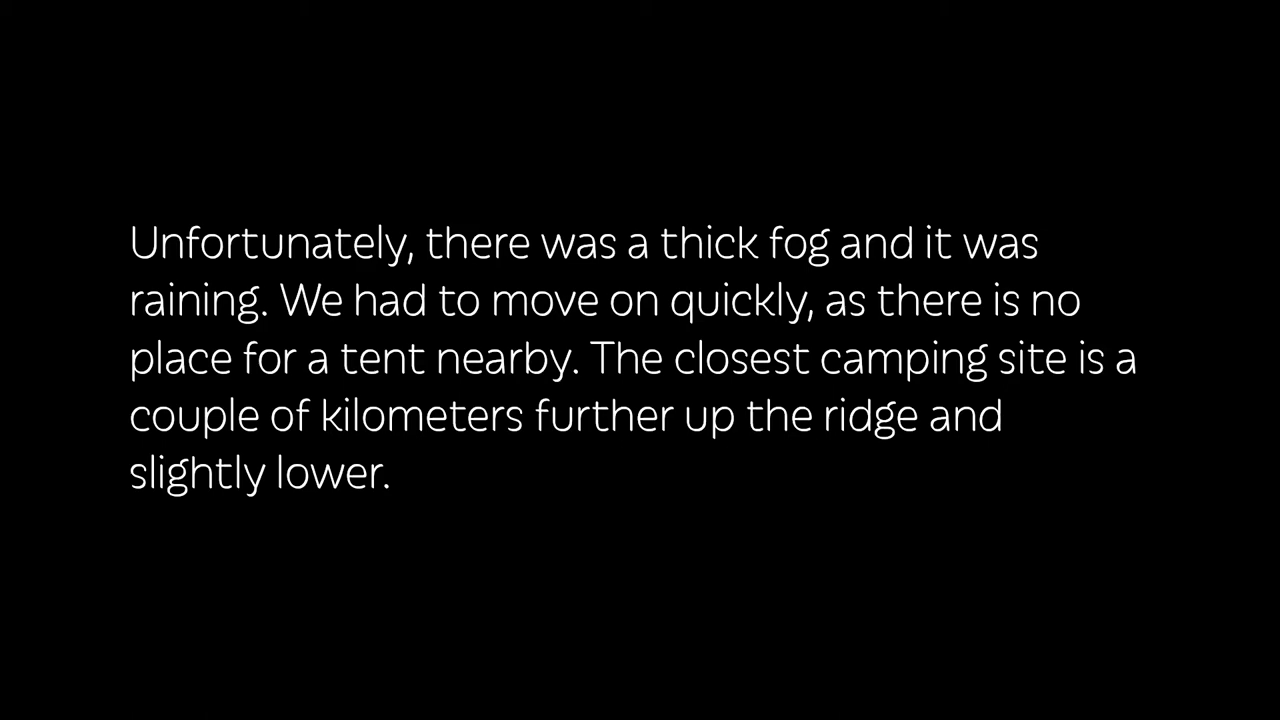 Unfortunately, there was a thick fog and it was
raining. We had to move on quickly, as there is no
place for a tent nearby. The closest camping site is a
couple of kilometers further up the ridge and
slightly lower.